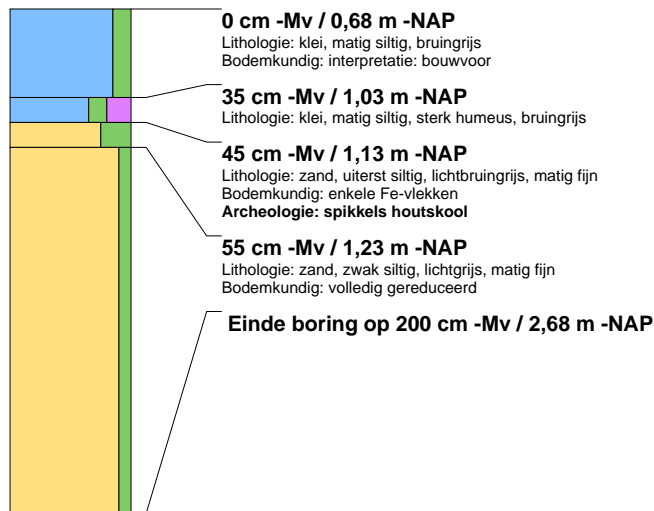 0 cm -Mv / 0,68 m -NAP
Lithologie: klei, matig siltig, bruingrijs
Bodemkundig: interpretatie: bouwvoor
35 cm -Mv / 1,03 m -NAP
Lithologie: klei, matig siltig, sterk humeus, bruingrijs
45 cm -Mv / 1,13 m -NAP
Lithologie: zand, uiterst siltig, lichtbruingrijs, matig fijn
Bodemkundig: enkele Fe-vlekken
Archeologie: spikkels houtskool
55 cm -Mv / 1,23 m -NAP
Lithologie: zand, zwak siltig, lichtgrijs, matig fijn
Bodemkundig: volledig gereduceerd
Einde boring op 200 cm -Mv / 2,68 m -NAP